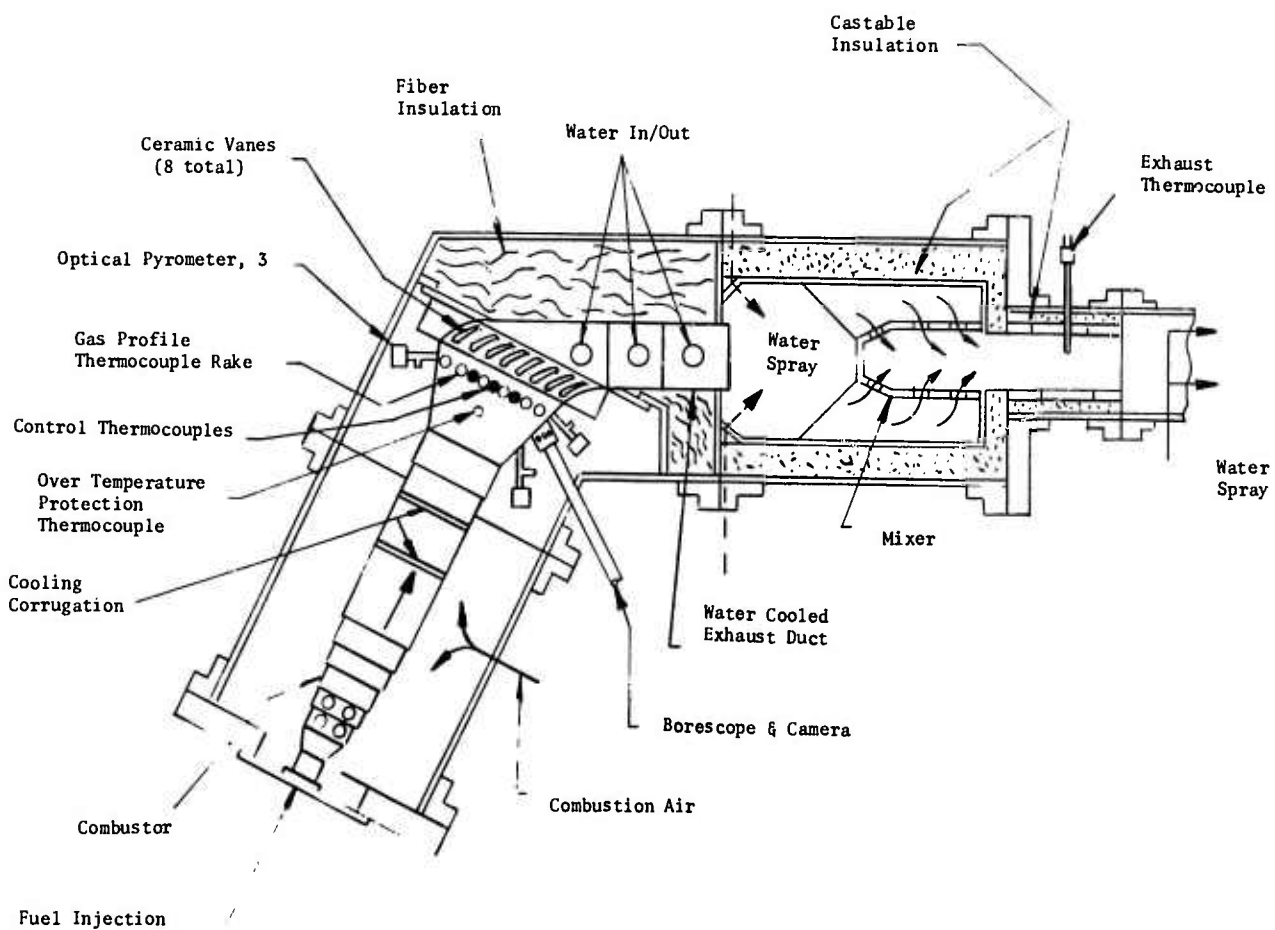 Castable
Insulation
Fiber
Insulation
Water In/Out
Ceramic Vanes
(8 total)
Exhaust
Thermocouple
Optical Pyrometer, 3
Gas Profile
Thermocouple Rake
Water
Spray
Control Thermocouples
Over Temperature
Protection
Thermocouple
Water
Spray
Mixer
Cooling
Corrugation
Water Cooled
Exhaust Duct
Borescope & Camera
Combustion Air
Combustor
Fuel Injection